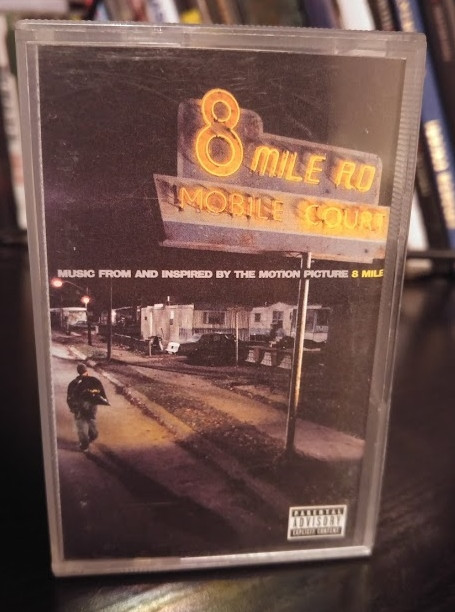 8 MILE RD
MOBILE COURT
MUSIC FROM AND INSPIRED BY THE MOTION PICTURE 8 MILE
PARENTAL
ADVISORY
EXPLICIT CONTENT